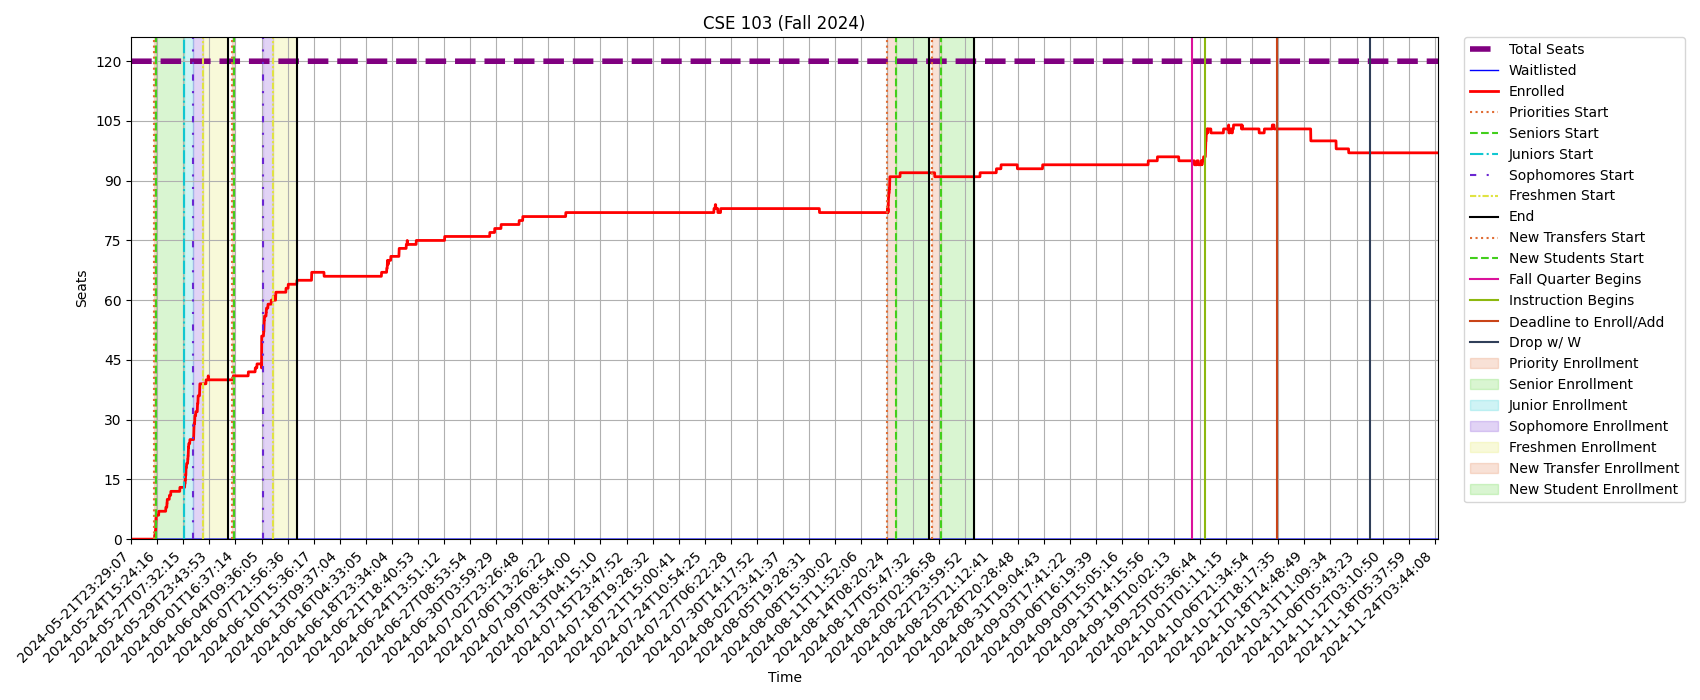 CSE 103 (Fall 2024)
Seats
120
105
90
75
60
45
30
15
0
2024-05-21T23:29:07
2024-05-24T15:24:16
2024-05-27T07:32:15
2024-05-29T23:43:53
2024-06-01T16:37:14
2024-06-04T09:36:05
2024-06-07T21:56:36
2024-06-10T15:36:17
2024-06-13T09:37:04
2024-06-16T04:33:05
2024-06-18T23:34:04
2024-06-21T18:40:53
2024-06-24T13:51:12
2024-06-27T08:53:54
2024-06-30T03:59:29
2024-07-02T23:26:48
2024-07-06T13:26:22
2024-07-09T08:54:00
2024-07-13T04:15:10
2024-07-15T23:47:52
2024-07-18T19:28:32
2024-07-21T15:00:41
2024-07-24T10:54:25
2024-07-27T06:22:28
2024-07-30T14:17:52
2024-08-02T23:41:37
2024-08-05T19:28:31
2024-08-08T15:30:02
2024-08-11T11:52:06
2024-08-14T08:20:24
2024-08-17T05:47:32
2024-08-20T02:36:58
2024-08-22T23:59:52
2024-08-25T21:12:41
2024-08-28T20:28:48
2024-08-31T19:04:43
2024-09-03T17:41:22
2024-09-06T16:19:39
2024-09-09T15:05:16
2024-09-13T14:15:56
2024-09-19T10:02:13
2024-09-25T05:36:44
2024-10-01T01:11:15
2024-10-06T21:34:54
2024-10-12T18:17:35
2024-10-18T14:48:49
2024-10-31T11:09:34
2024-11-06T05:43:23
2024-11-12T03:10:50
2024-11-18T05:37:59
2024-11-24T03:44:08
Time
Total Seats
Waitlisted
Enrolled
Priorities Start
Seniors Start
Juniors Start
Sophomores Start
Freshmen Start
End
New Transfers Start
New Students Start
Fall Quarter Begins
Instruction Begins
Deadline to Enroll/Add
Drop w/ W
Priority Enrollment
Senior Enrollment
Junior Enrollment
Sophomore Enrollment
Freshmen Enrollment
New Transfer Enrollment
New Student Enrollment